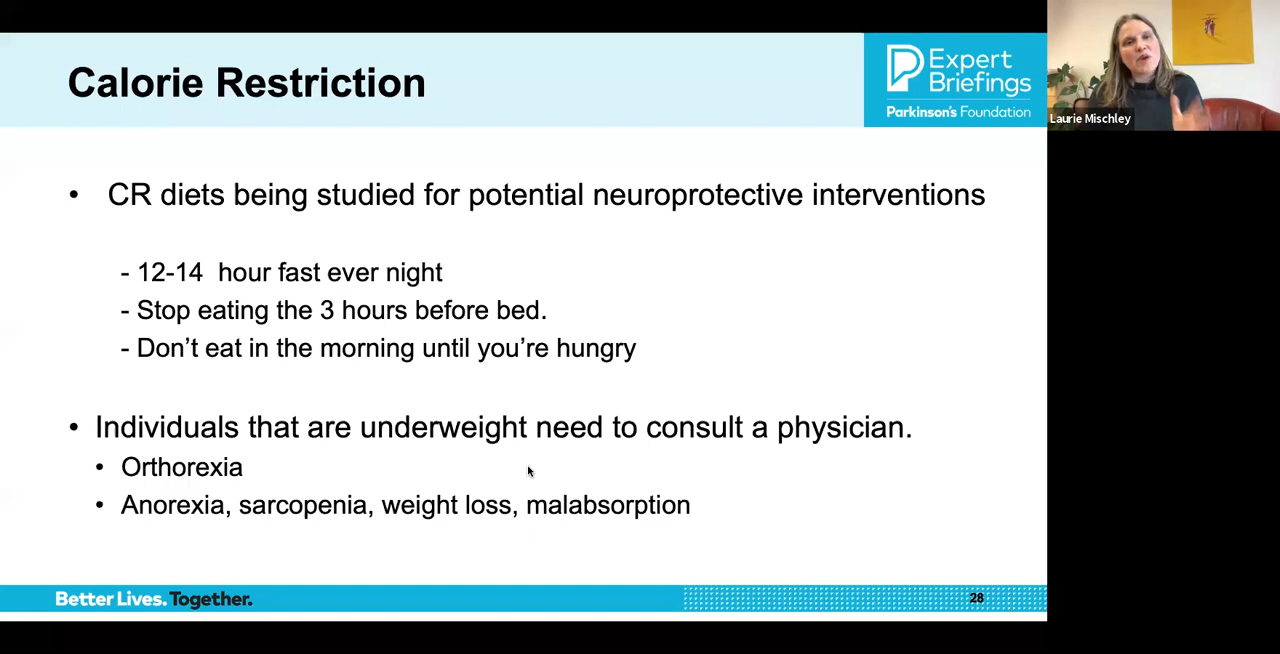 Calorie Restriction
Expert
Briefings
Parkinson's Foundation
Laurie Mischley
• CR diets being studied for potential neuroprotective interventions
- 12-14 hour fast ever night
- Stop eating the 3 hours before bed.
- Don't eat in the morning until you're hungry
• Individuals that are underweight need to consult a physician.
• Orthorexia
• Anorexia, sarcopenia, weight loss, malabsorption
Better Lives. Together.
28